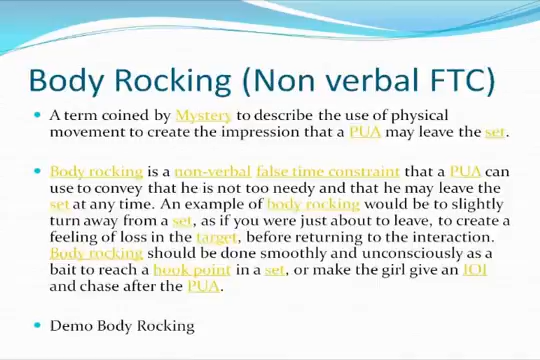 Body Rocking (Non verbal FTC)
• A term coined by Mystery to describe the use of physical
movement to create the impression that a PUA may leave the set.
• Body rocking is a non-verbal false time constraint that a PUA can
use to convey that he is not too needy and that he may leave the
set at any time. An example of body rocking would be to slightly
turn away from a set, as if you were just about to leave, to create a
feeling of loss in the target, before returning to the interaction.
Body rocking should be done smoothly and unconsciously as a
bait to reach a hook point in a set, or make the girl give an IOI
and chase after the PUA.
• Demo Body Rocking